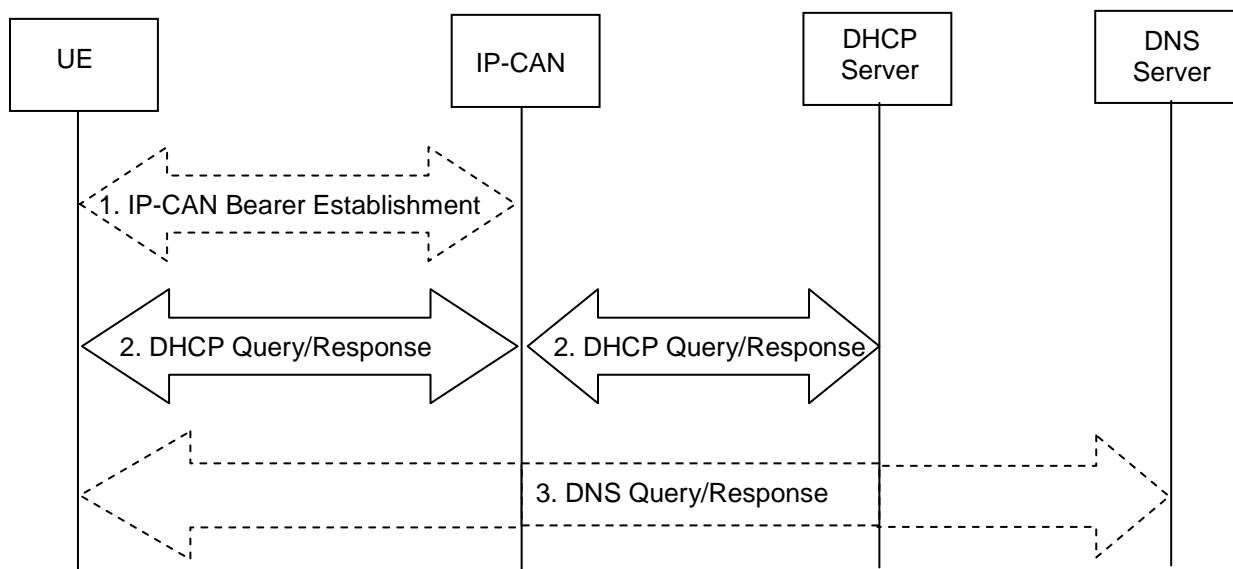 UE
IP-CAN
DHCP
Server
DNS
Server
1. IP-CAN Bearer Establishment
2. DHCP Query/Response
2. DHCP Query/Response
3. DNS Query/Response